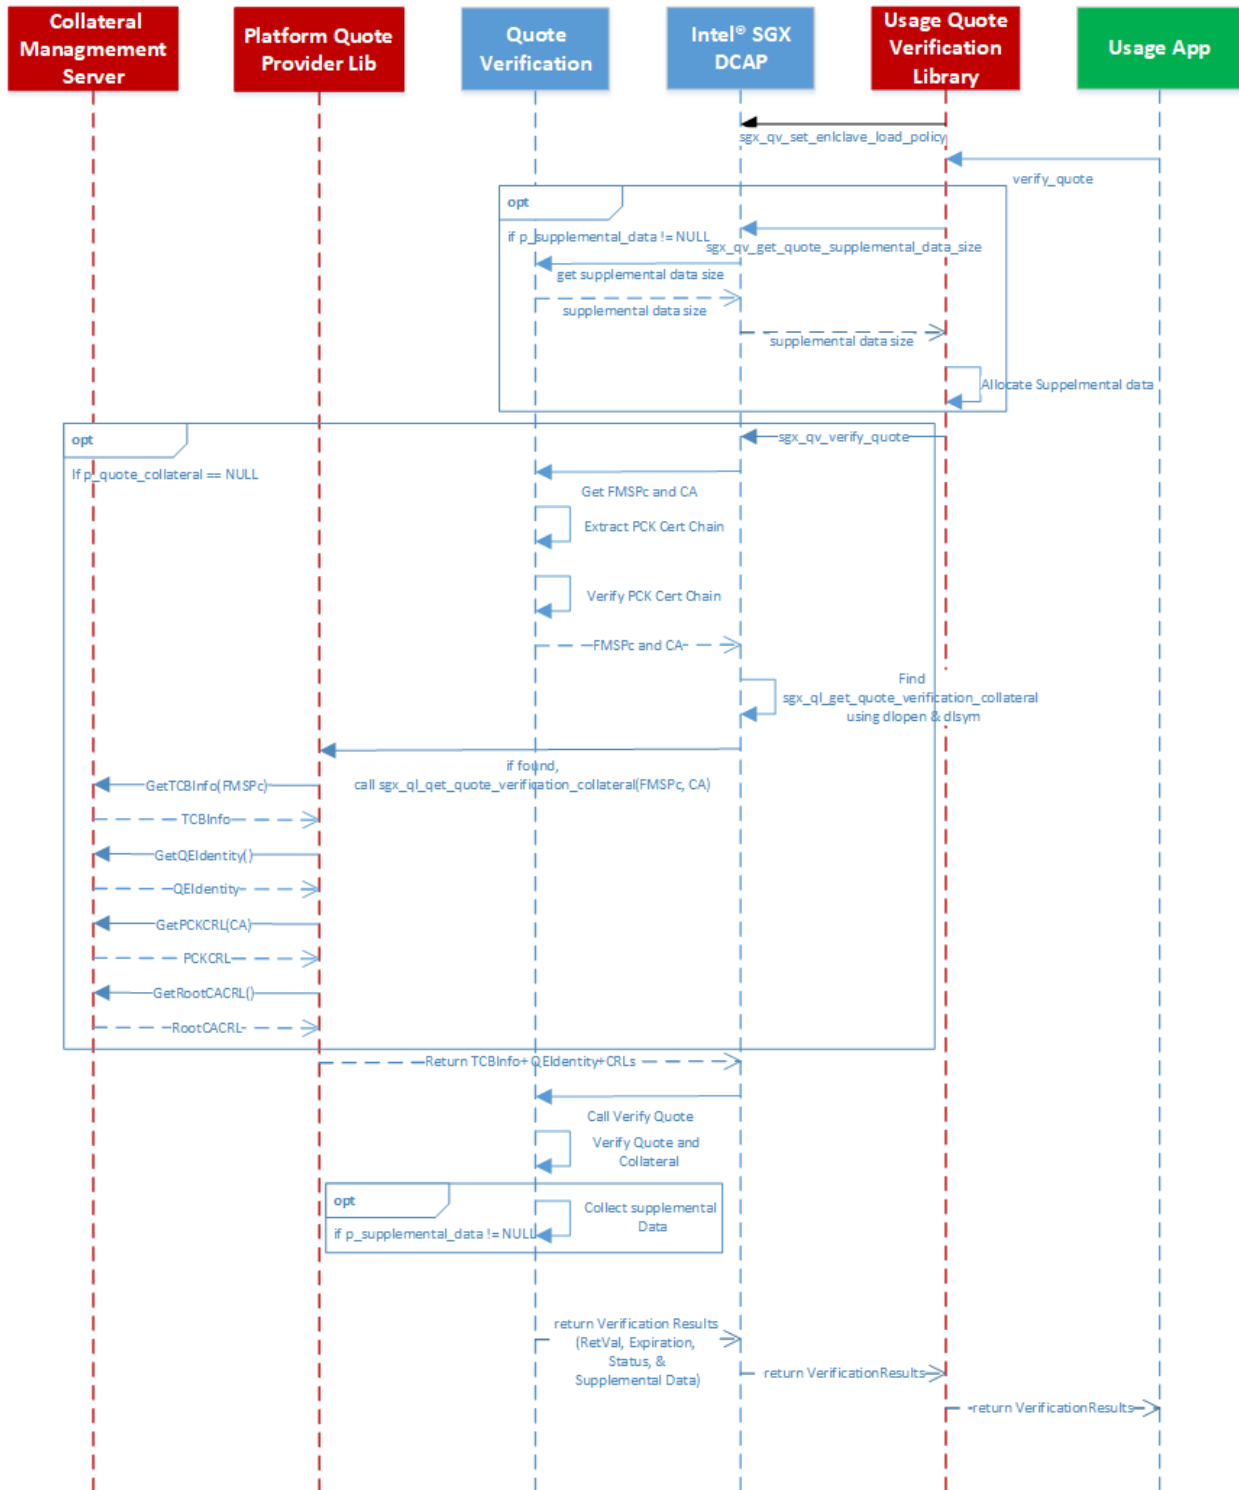 Collateral
Managmement
Server
Platform Quote
Provider Lib
Quote
Verification
Intel® SGX
DCAP
Usage Quote
Verification
Library
Usage App
sgx_qv_set_enlclave_load_policy
verify_quote
opt
if p_supplemental_data != NULL
sgx_qv_get_quote_supplemental_data_size
get supplemental data size
supplemental data size
supplemental data size
Allocate Suppelmental data
opt
sgx_qv_verify_quote
If p_quote_collateral == NULL
Get FMSPc and CA
Extract PCK Cert Chain
Verify PCK Cert Chain
FMSPc and CA
Find
sgx_ql_get_quote_verification_collateral
using dlopen & dlsym
if found,
call sgx_ql_qet_quote_verification_collateral(FMSPc, CA)
GetTCBInfo(FMSPc)
TCBInfo
GetQEIdentity()
QEIdentity
GetPCKCRL(CA)
PCKCRL
GetRootCACRL()
RootCACRL
Return TCBInfo+QEIdentity+CRLs
Call Verify Quote
Verify Quote and
Collateral
opt
Collect supplemental
Data
if p_supplemental_data != NULL
return Verification Results
(RetVal, Expiration,
Status, &
Supplemental Data)
return VerificationResults
return VerificationResults